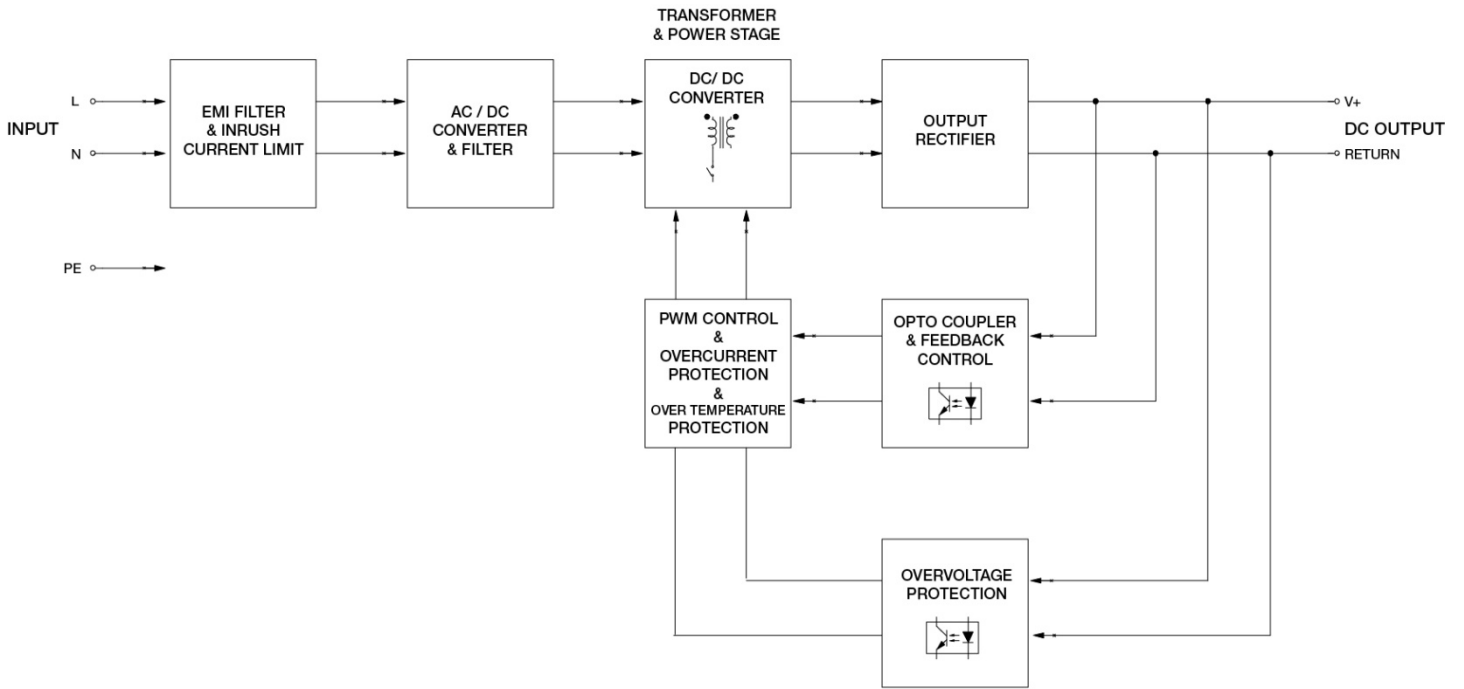 TRANSFORMER
& POWER STAGE
INPUT
L
N
PE
EMI FILTER
& INRUSH
CURRENT LIMIT
AC / DC
CONVERTER
& FILTER
DC/ DC
CONVERTER
OUTPUT
RECTIFIER
V+
DC OUTPUT
RETURN
PWM CONTROL
&
OVERCURRENT
PROTECTION
&
OVER TEMPERATURE
PROTECTION
OPTO COUPLER
& FEEDBACK
CONTROL
OVERVOLTAGE
PROTECTION